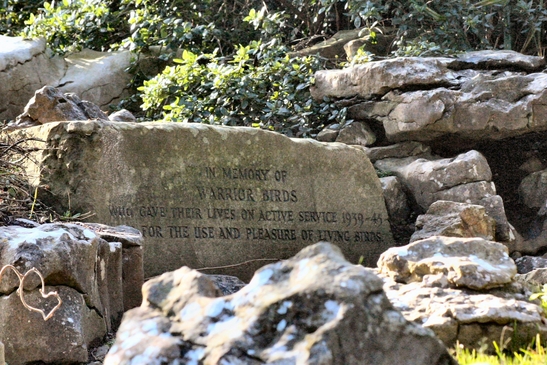 IN MEMORY OF
WARRIOR BIRDS
WHO GAVE THEIR LIVES ON ACTIVE SERVICE 1939-45
FOR THE USE AND PLEASURE OF LIVING BIRDS